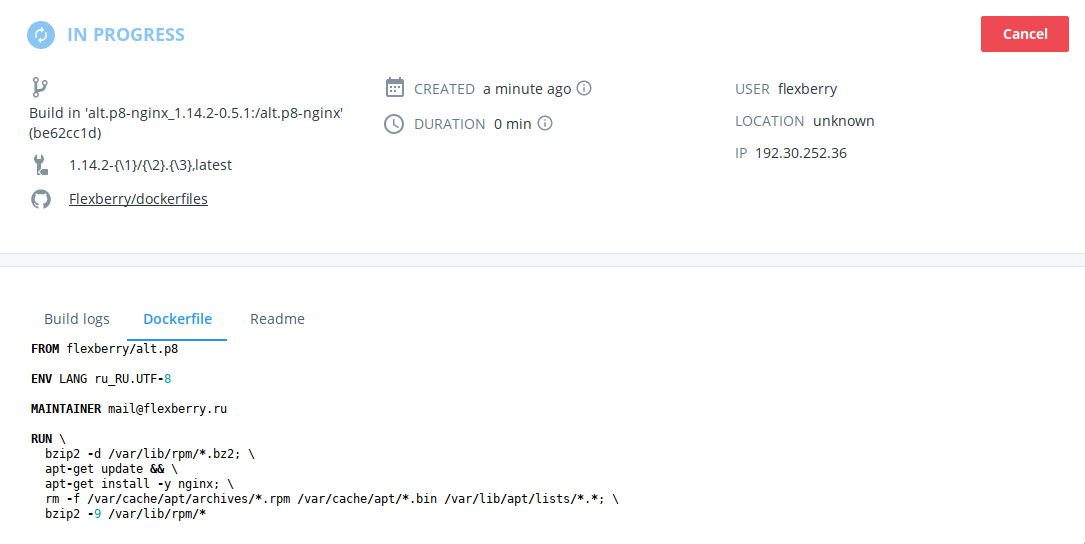 IN PROGRESS
Cancel
Build in 'alt.p8-nginx_1.14.2-0.5.1:/alt.p8-nginx'
(be62cc1d)
1.14.2-{\1}/{\2}.{\3},latest
Flexberry/dockerfiles
CREATED a minute ago
DURATION 0 min
USER flexberry
LOCATION unknown
IP 192.30.252.36
Build logs
Dockerfile
Readme
FROM flexberry/alt.p8
ENV LANG ru_RU.UTF-8
MAINTAINER mail@flexberry.ru
RUN \
bzip2 -d /var/lib/rpm/*.bz2; \
apt-get update && \
apt-get install -y nginx; \
rm -f /var/cache/apt/archives/*.rpm /var/cache/apt/*.bin /var/lib/apt/lists/*.*; \
bzip2 -9 /var/lib/rpm/*